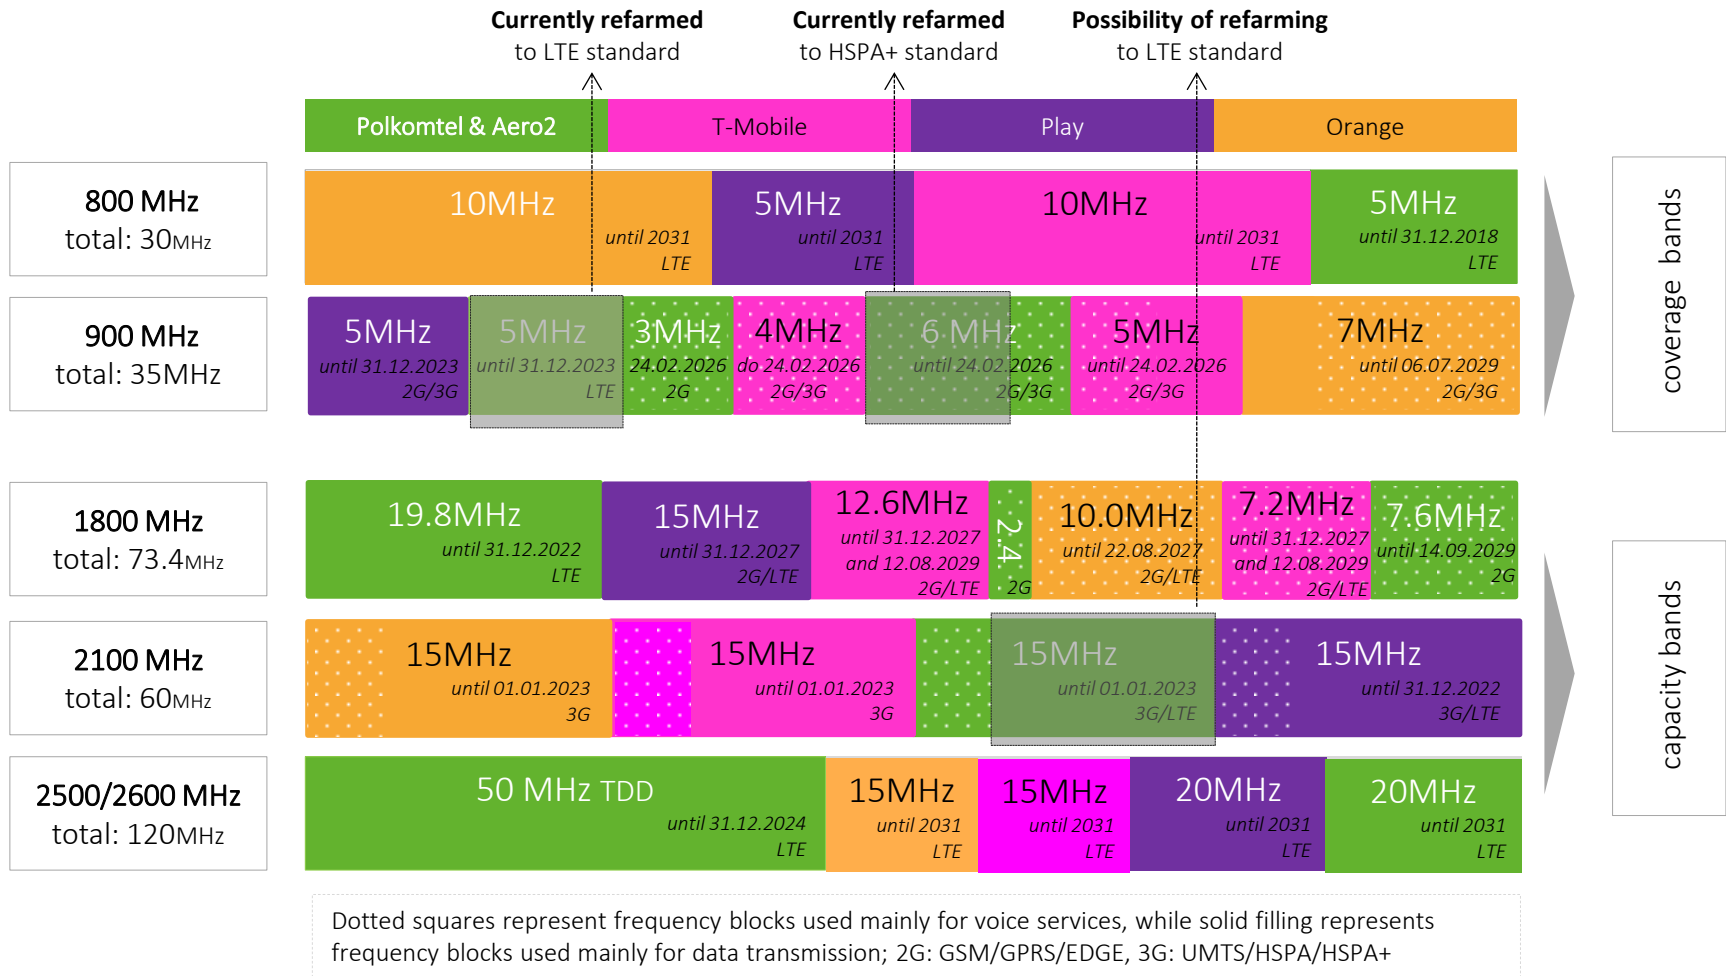 Currently refarmed
to LTE standard
Currently refarmed
to HSPA+ standard
Possibility of refarming
to LTE standard
Polkomtel & Aero2
T-Mobile
Play
Orange
800 MHz
total: 30MHz
10MHz
until 2031
LTE
5MHz
until 2031
LTE
10MHz
until 2031
LTE
5MHz
until 31.12.2018
LTE
900 MHz
total: 35MHz
5MHz
until 31.12.2023
2G/3G
5MHz
until 31.12.2023
LTE
3MHz
24.02.2026
2G
4MHz
do 24.02.2026
2G/3G
6 MHz
until 24.02.2026
2G/3G
5MHz
until 24.02.2026
2G/3G
7MHz
until 06.07.2029
2G/3G
coverage bands
1800 MHz
total: 73.4MHz
19.8MHz
until 31.12.2022
LTE
15MHz
until 31.12.2027
2G/LTE
12.6MHz
until 31.12.2027
and 12.08.2029
2G/LTE
2.4
2G
10.0MHz
until 22.08.2027
2G/LTE
7.2MHz
until 31.12.2027
and 12.08.2029
2G/LTE
7.6MHz
until 14.09.2029
2G
2100 MHz
total: 60MHz
15MHz
until 01.01.2023
3G
15MHz
until 01.01.2023
3G
15MHz
until 01.01.2023
3G/LTE
15MHz
until 31.12.2022
3G/LTE
2500/2600 MHz
total: 120MHz
50 MHz TDD
until 31.12.2024
LTE
15MHz
until 2031
LTE
15MHz
until 2031
LTE
20MHz
until 2031
LTE
20MHz
until 2031
LTE
capacity bands
Dotted squares represent frequency blocks used mainly for voice services, while solid filling represents
frequency blocks used mainly for data transmission; 2G: GSM/GPRS/EDGE, 3G: UMTS/HSPA/HSPA+